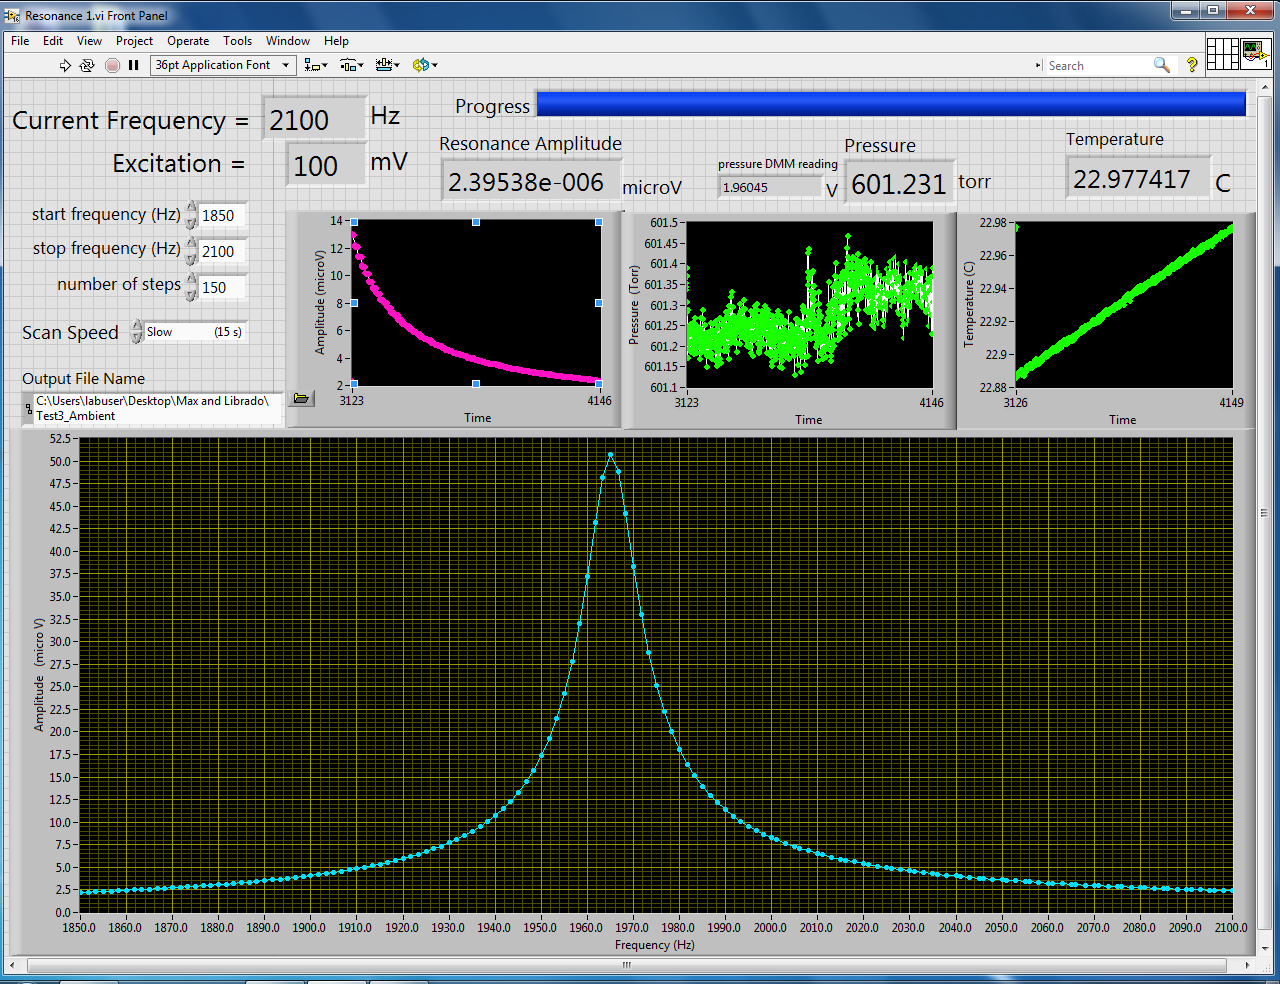 Resonance 1.vi Front Panel
File Edit View Project Operate Tools Window Help
36pt Application Font
Search
?
1
Current Frequency = 2100 Hz
Progress
Excitation = 100 mV
Resonance Amplitude
2.39538e-006 microV
pressure DMM reading
1.96045 V
Pressure
601.231 torr
Temperature
22.977417 C
start frequency (Hz) 1850
stop frequency (Hz) 2100
number of steps 150
Scan Speed Slow (15 s)
Output File Name
C:\Users\labuser\Desktop\Max and Librado\
Test3_Ambient
Amplitude (microV)
14
12
10
8
6
4
2
3123 4146
Time
Pressure (Torr)
601.5
601.45
601.4
601.35
601.3
601.25
601.2
601.15
601.1
3123 4146
Time
Temperature (C)
22.98
22.96
22.94
22.92
22.9
22.88
3126 4149
Time
Amplitude (micro V)
52.5
50.0
47.5
45.0
42.5
40.0
37.5
35.0
32.5
30.0
27.5
25.0
22.5
20.0
17.5
15.0
12.5
10.0
7.5
5.0
2.5
0.0
1850.0 1860.0 1870.0 1880.0 1890.0 1900.0 1910.0 1920.0 1930.0 1940.0 1950.0 1960.0 1970.0 1980.0 1990.0 2000.0 2010.0 2020.0 2030.0 2040.0 2050.0 2060.0 2070.0 2080.0 2090.0 2100.0
Frequency (Hz)